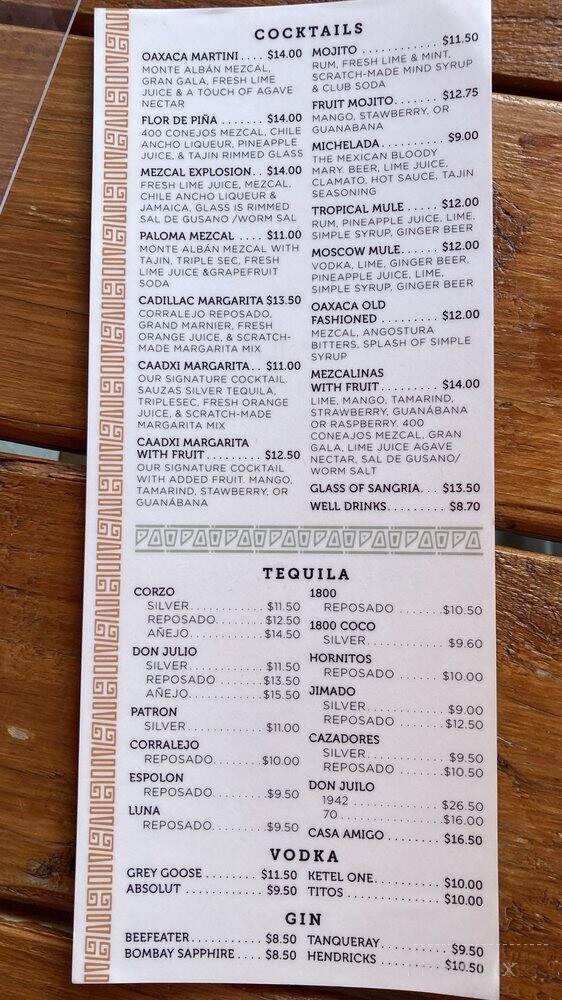 COCKTAILS
OAXACA MARTINI.... $14.00
MONTE ALBÁN MEZCAL,
GRAN GALA, FRESH LIME
JUICE & A TOUCH OF AGAVE
NECTAR
FLOR DE PIÑA ....... $14.00
400 CONEJOS MEZCAL, CHILE
ANCHO LIQUEUR, PINEAPPLE
JUICE, & TAJIN RIMMED GLASS
MEZCAL EXPLOSION.. $14.00
FRESH LIME JUICE, MEZCAL,
CHILE ANCHO LIQUEUR &
JAMAICA, GLASS IS RIMMED
SAL DE GUSANO /WORM SAL
PALOMA MEZCAL .... $11.00
MONTE ALBÁN MEZCAL WITH
TAJIN, TRIPLE SEC, FRESH
LIME JUICE &GRAPEFRUIT
SODA
CADILLAC MARGARITA $13.50
CORRALEJO REPOSADO,
GRAND MARNIER, FRESH
ORANGE JUICE, & SCRATCH-
MADE MARGARITA MIX
CAADXI MARGARITA.. $11.00
OUR SIGNATURE COCKTAIL.
SAUZAS SILVER TEQUILA,
TRIPLESEC, FRESH ORANGE
JUICE, & SCRATCH-MADE
MARGARITA MIX
CAADXI MARGARITA
WITH FRUIT......... $12.50
OUR SIGNATURE COCKTAIL
WITH ADDED FRUIT. MANGO,
TAMARIND, STAWBERRY, OR
GUANÁBANA
MOJITO ............ $11.50
RUM, FRESH LIME & MINT,
SCRATCH-MADE MIND SYRUP
& CLUB SODA
FRUIT MOJITO....... $12.75
MANGO, STAWBERRY, OR
GUANABANA
MICHELADA.......... $9.00
THE MEXICAN BLOODY
MARY. BEER, LIME JUICE,
CLAMATO, HOT SAUCE, TAJIN
SEASONING
TROPICAL MULE ..... $12.00
RUM, PINEAPPLE JUICE, LIME,
SIMPLE SYRUP, GINGER BEER
MOSCOW MULE...... $12.00
VODKA, LIME, GINGER BEER,
PINEAPPLE JUICE, LIME,
SIMPLE SYRUP, GINGER BEER
OAXACA OLD
FASHIONED ......... $12.00
MEZCAL, ANGOSTURA
BITTERS, SPLASH OF SIMPLE
SYRUP
MEZCALINAS
WITH FRUIT......... $14.00
LIME, MANGO, TAMARIND,
STRAWBERRY, GUANÁBANA
OR RASPBERRY. 400
CONEAJOS MEZCAL, GRAN
GALA, LIME JUICE AGAVE
NECTAR, SAL DE GUSANO/
WORM SALT
GLASS OF SANGRIA... $13.50
WELL DRINKS......... $8.70
TEQUILA
CORZO
SILVER........... $11.50
REPOSADO........ $12.50
AÑEJO........... $14.50
DON JULIO
SILVER........... $11.50
REPOSADO ....... $13.50
AÑEJO........... $15.50
PATRON
SILVER........... $11.00
CORRALEJO
REPOSADO....... $10.00
ESPOLON
REPOSADO........ $9.50
LUNA
REPOSADO........ $9.50
1800
REPOSADO ...... $10.50
1800 COCO
SILVER........... $9.60
HORNITOS
REPOSADO ...... $10.00
JIMADO
SILVER........... $9.00
REPOSADO ...... $12.50
CAZADORES
SILVER........... $9.50
REPOSADO ...... $10.50
DON JUILO
1942 ............. $26.50
70 ............... $16.00
CASA AMIGO ....... $16.50
VODKA
GREY GOOSE ........ $11.50
ABSOLUT ........... $9.50
KETEL ONE.......... $10.00
TITOS .............. $10.00
GIN
BEEFEATER........... $8.50
BOMBAY SAPPHIRE.... $8.50
TANQUERAY......... $9.50
HENDRICKS ......... $10.50